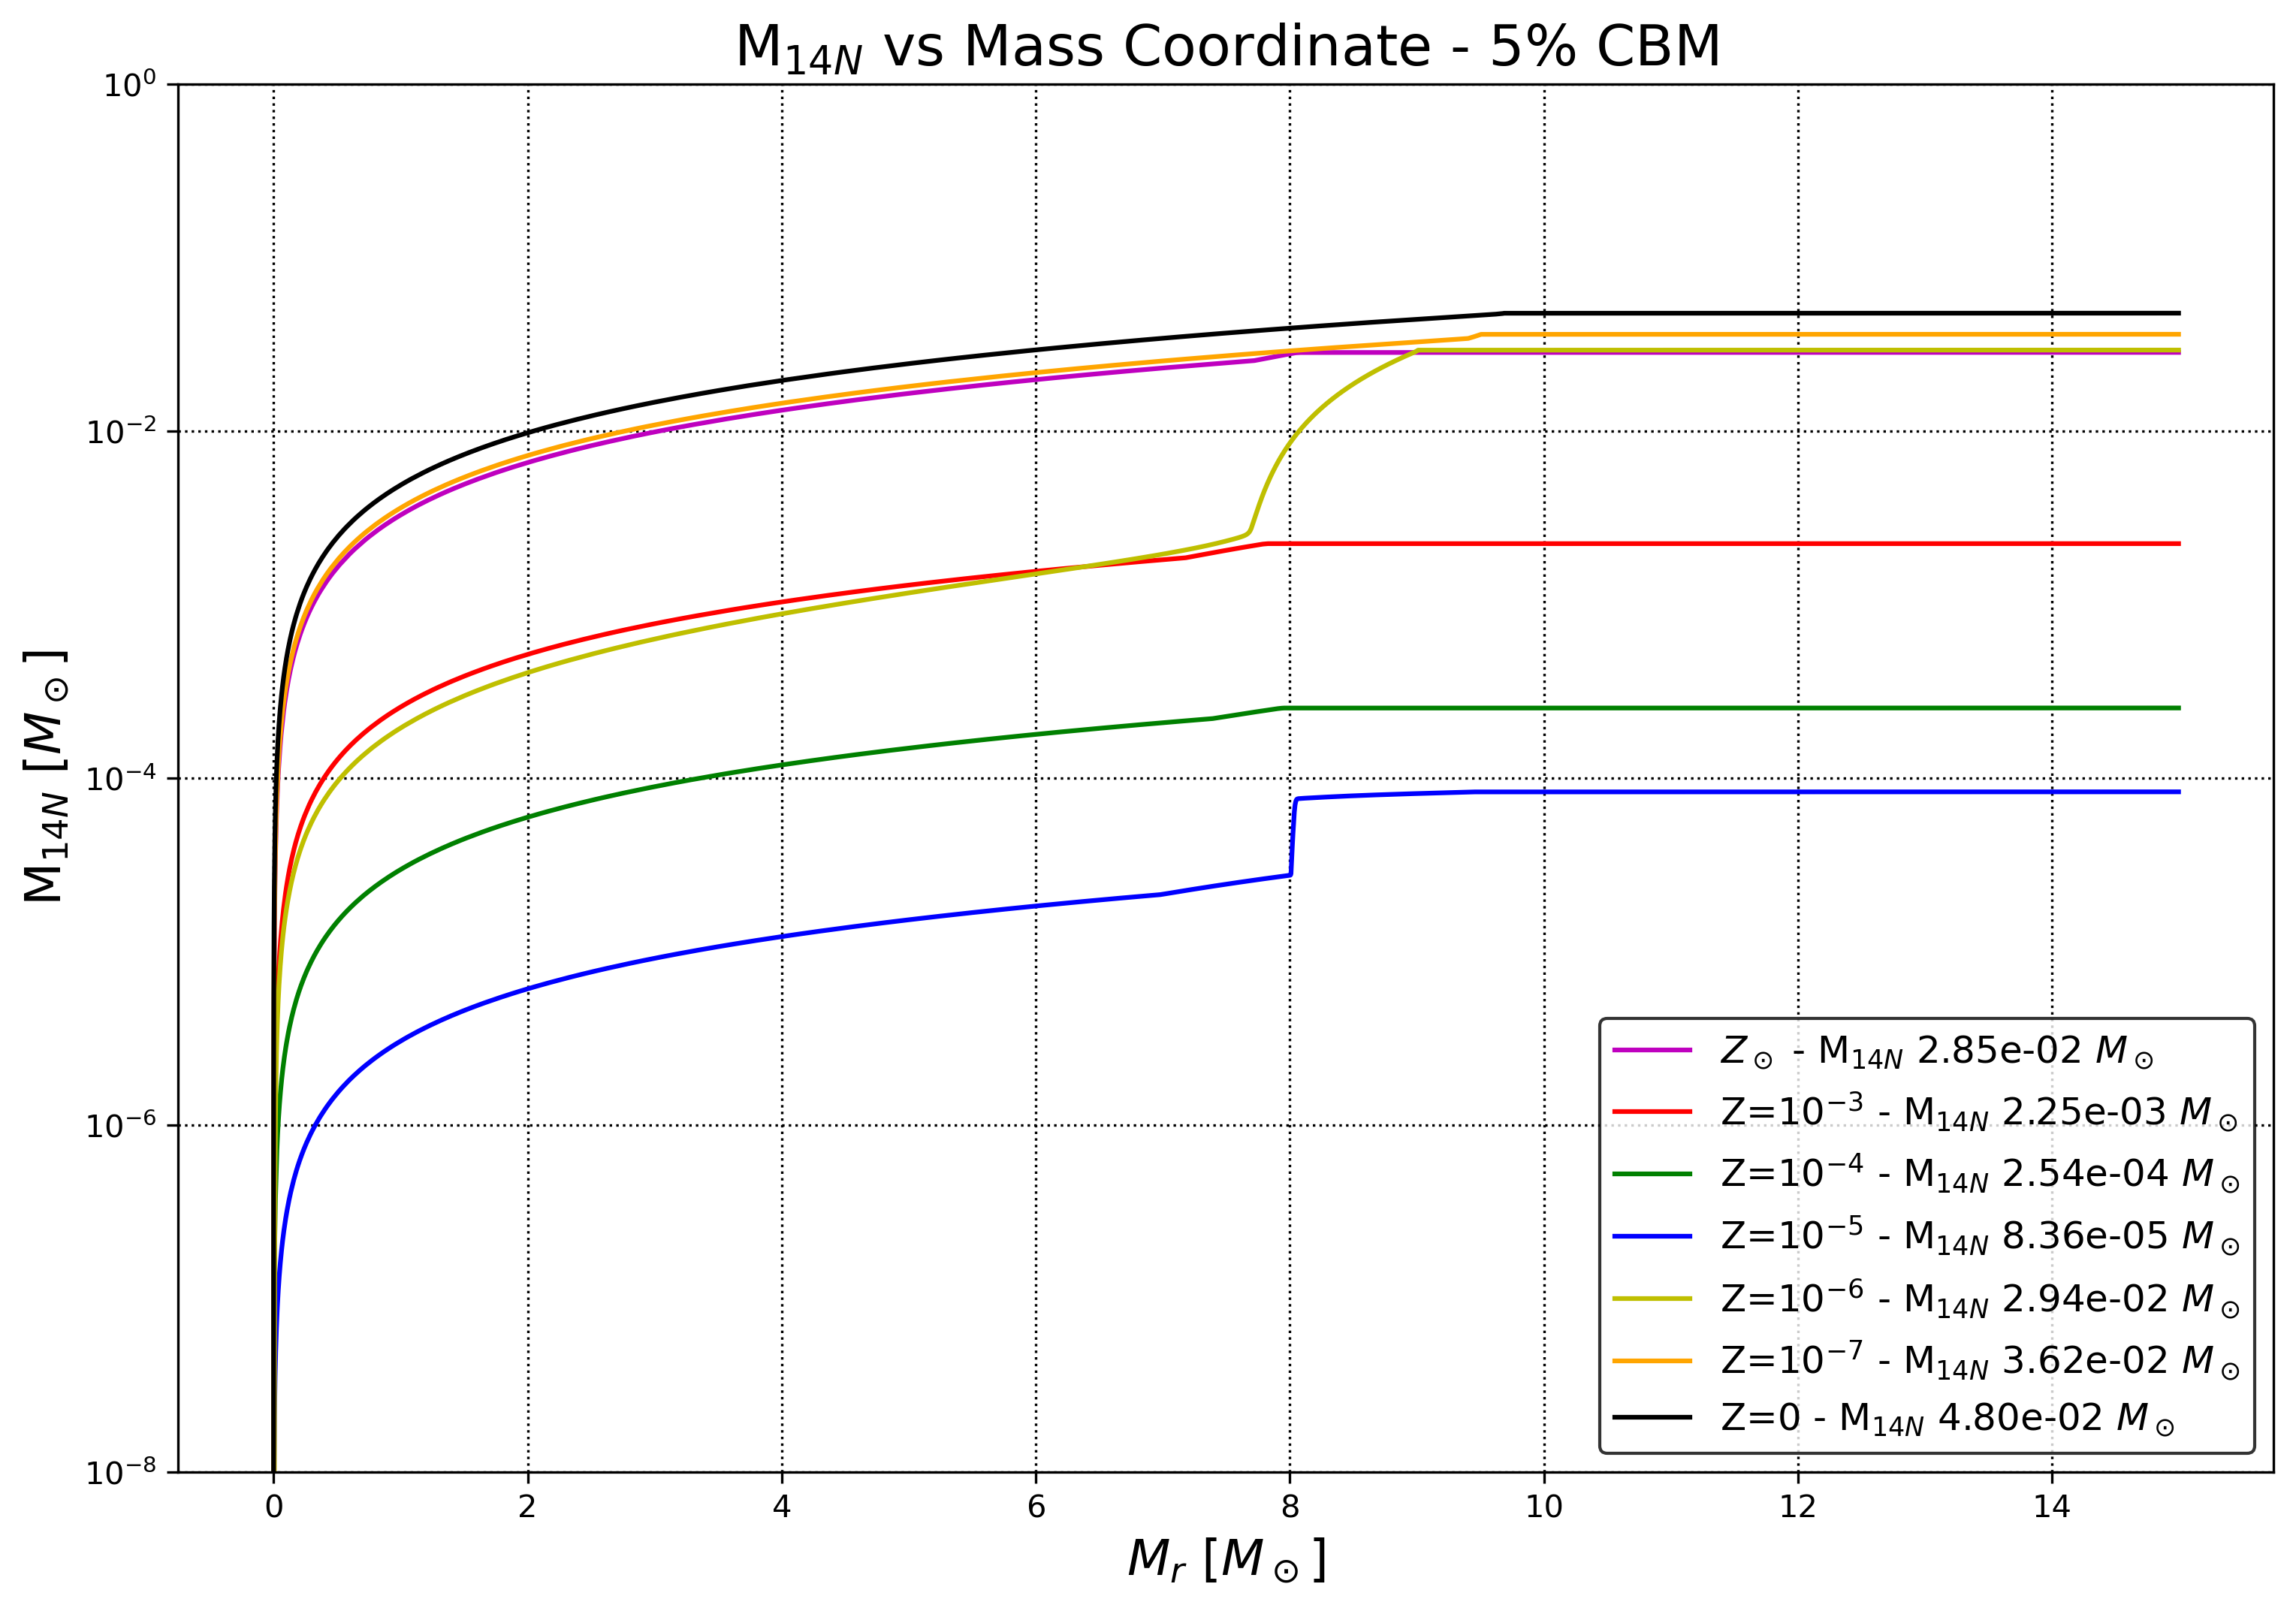 M₁₄N vs Mass Coordinate - 5% CBM
10⁰
10⁻²
10⁻⁴
10⁻⁶
10⁻⁸
M₁₄N [M⊙]
Z⊙ - M₁₄N 2.85e-02 M⊙
Z=10⁻³ - M₁₄N 2.25e-03 M⊙
Z=10⁻⁴ - M₁₄N 2.54e-04 M⊙
Z=10⁻⁵ - M₁₄N 8.36e-05 M⊙
Z=10⁻⁶ - M₁₄N 2.94e-02 M⊙
Z=10⁻⁷ - M₁₄N 3.62e-02 M⊙
Z=0 - M₁₄N 4.80e-02 M⊙
0 2 4 6 8 10 12 14
Mᵣ [M⊙]